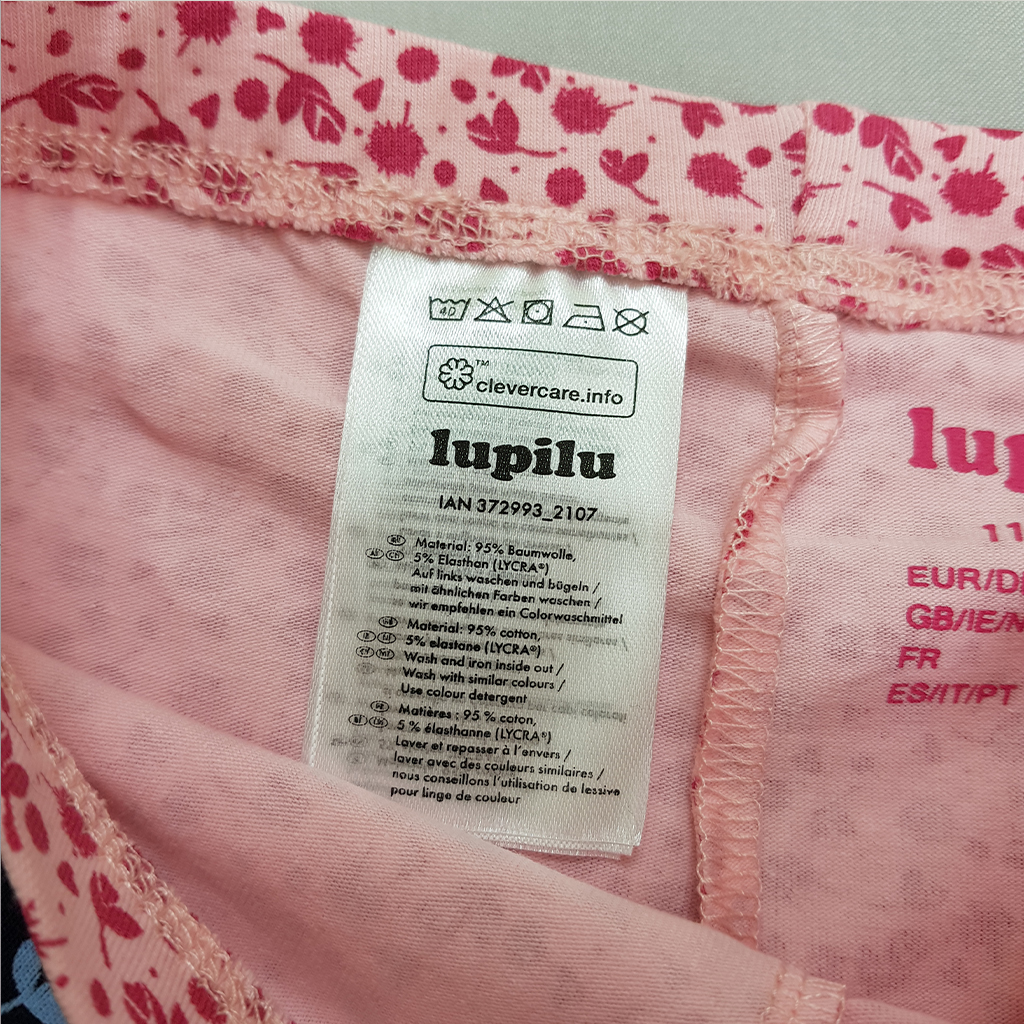 40
™
clevercare.info
lupilu
IAN 372993_2107
Material: 95% Baumwolle,
5% Elasthan (LYCRA®)
Auf links waschen und bügeln /
mit ähnlichen Farben waschen /
wir empfehlen ein Colorwaschmittel
Material: 95% cotton,
5% elastane (LYCRA®)
Wash and iron inside out /
Wash with similar colours /
Use colour detergent
Matières : 95 % coton,
5 % élasthanne (LYCRA®)
Laver et repasser à l'envers /
laver avec des couleurs similaires /
nous conseillons l'utilisation de lessive
pour linge de couleur
lup
11
EUR/D
GB/IE/
FR
ES/IT/PT